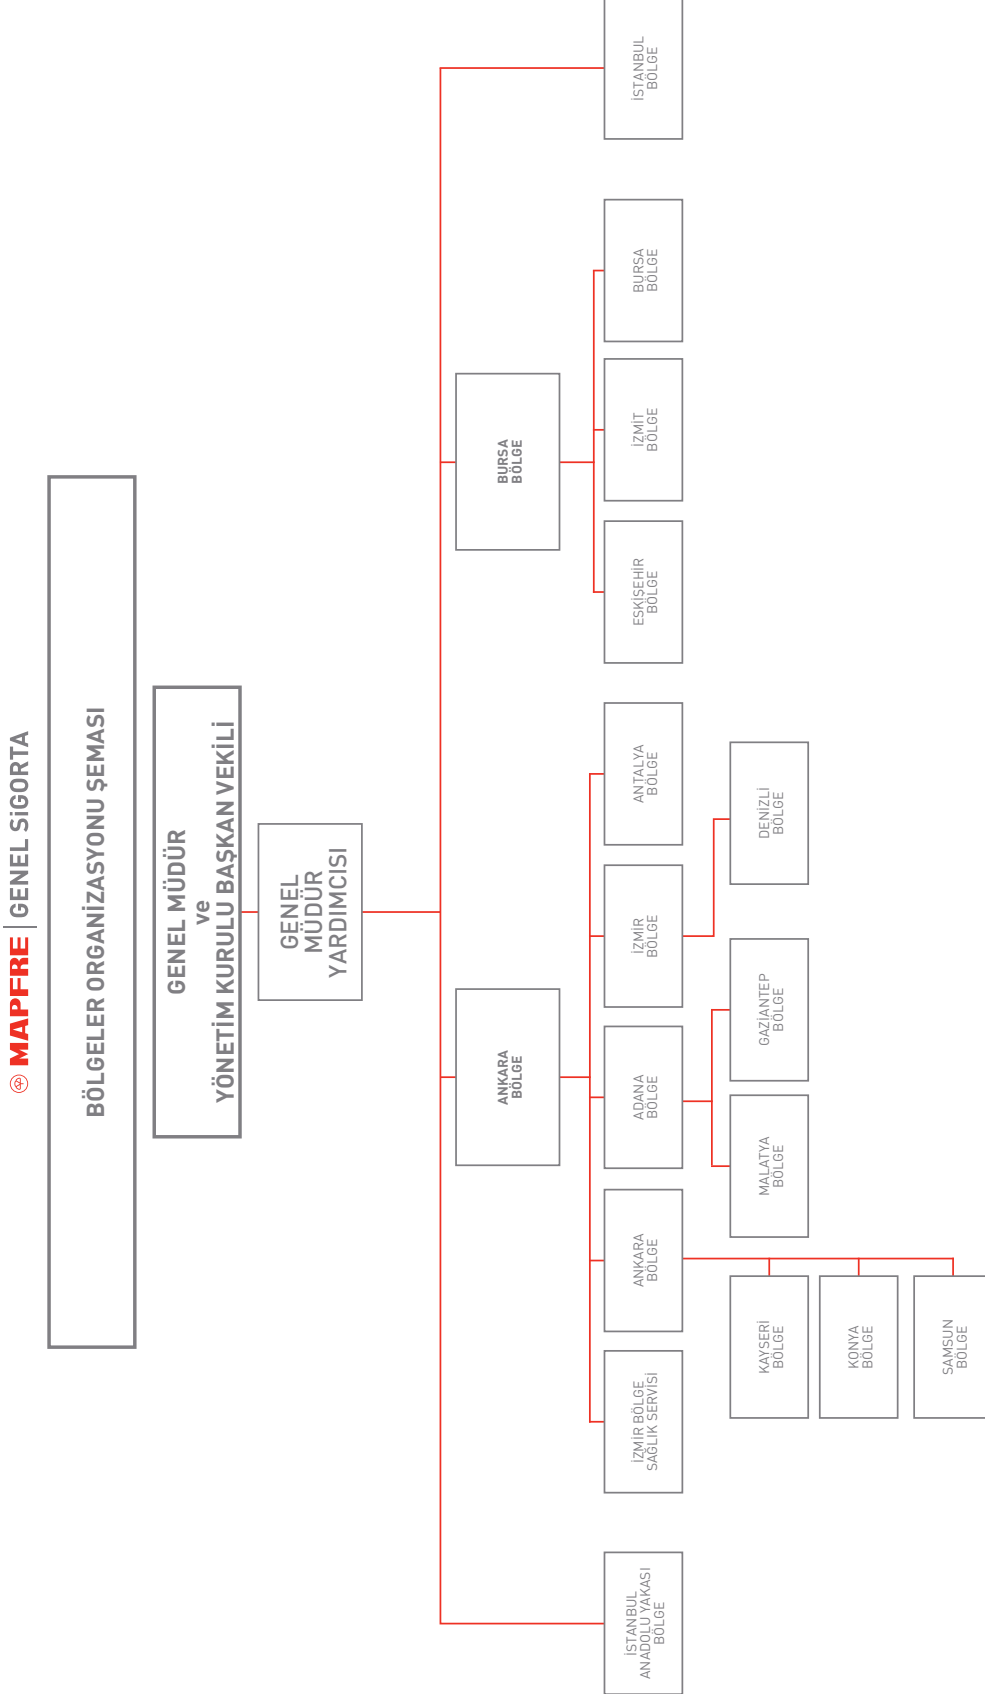 MAPFRE | GENEL SiGORTA
BÖLGELER ORGANİZASYONU ŞEMASI
GENEL MÜDÜR
ve
YÖNETİM KURULU BAŞKAN VEKİLİ
GENEL
MÜDÜR
YARDIMCISI
ANKARA
BÖLGE
BURSA
BÖLGE
İSTANBUL
ANADOLU YAKASI
BÖLGE
İZMİR BÖLGE
SAĞLIK SERVİSİ
ANKARA
BÖLGE
ADANA
BÖLGE
İZMİR
BÖLGE
ANTALYA
BÖLGE
ESKİŞEHİR
BÖLGE
İZMİT
BÖLGE
BURSA
BÖLGE
İSTANBUL
BÖLGE
KAYSERİ
BÖLGE
KONYA
BÖLGE
SAMSUN
BÖLGE
MALATYA
BÖLGE
GAZİANTEP
BÖLGE
DENİZLİ
BÖLGE